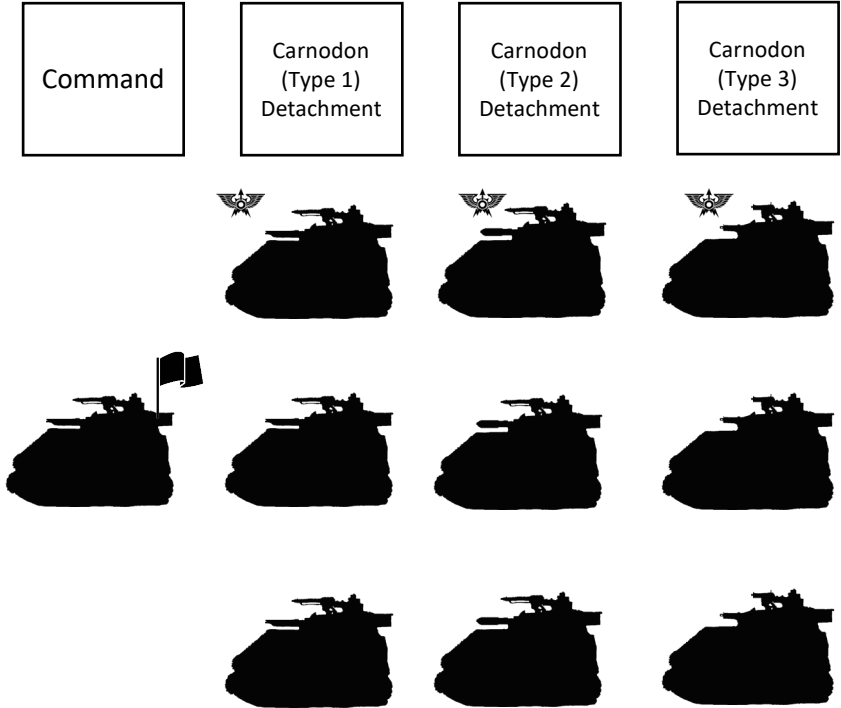 Command
Carnodon
(Type 1)
Detachment
Carnodon
(Type 2)
Detachment
Carnodon
(Type 3)
Detachment